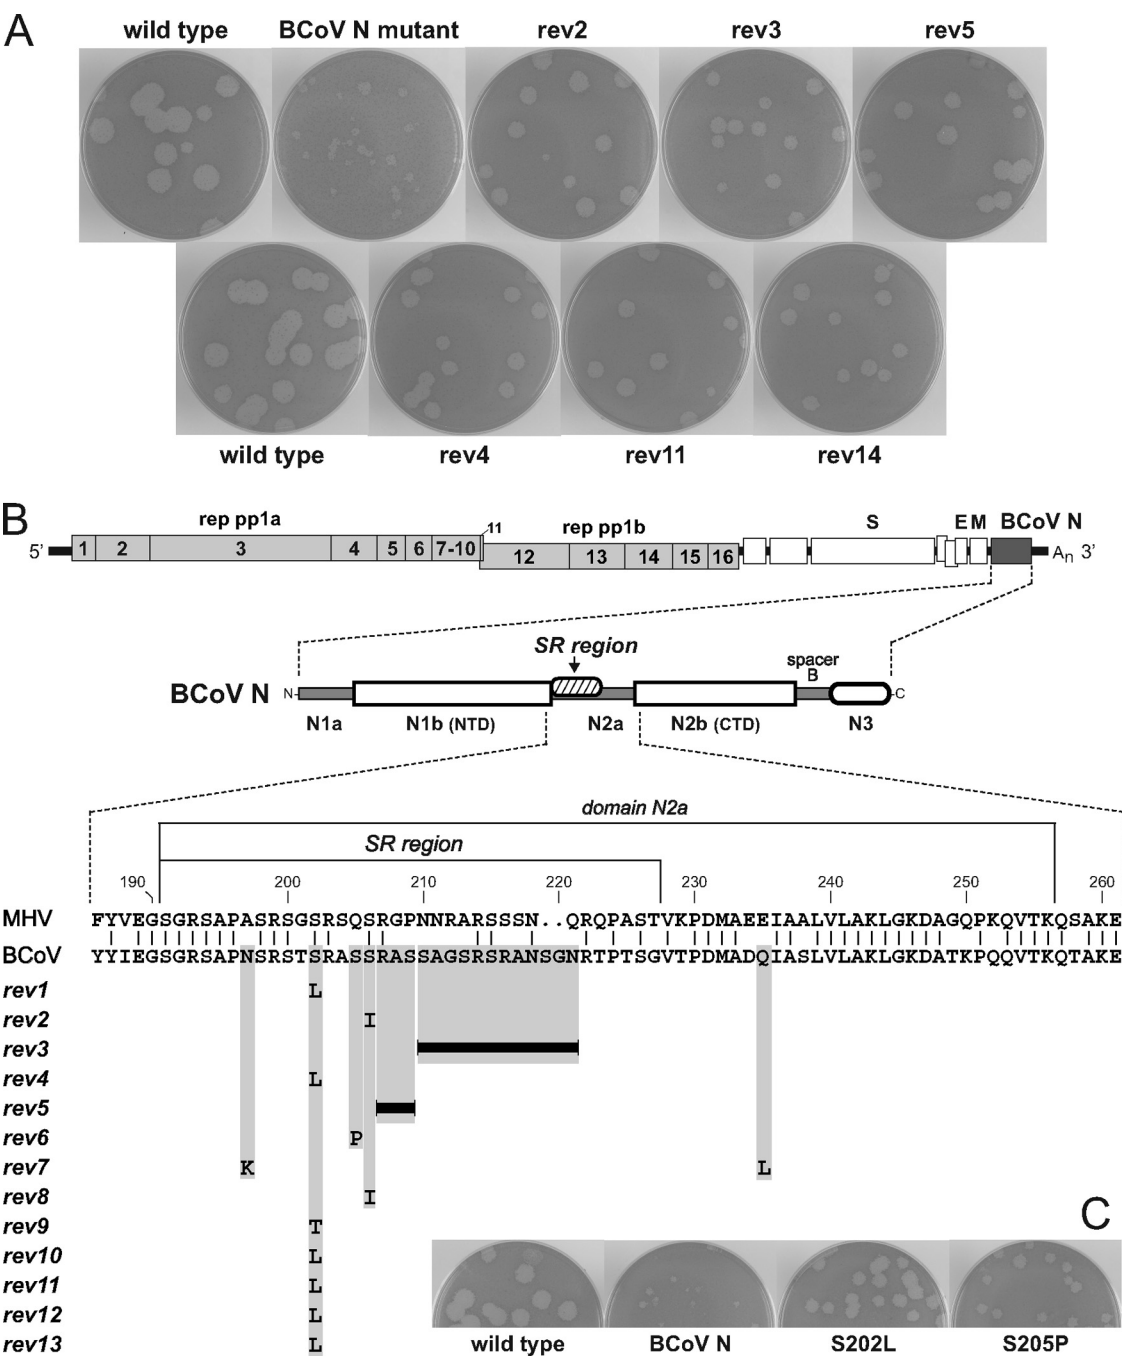 A
wild type BCoV N mutant rev2 rev3 rev5
wild type rev4 rev11 rev14
B
rep pp1a 11 rep pp1b S E M BCoV N
5’ 1 2 3 4 5 6 7-10 12 13 14 15 16 An 3’
SR region spacer B
BCoV N N C
N1a N1b (NTD) N2a N2b (CTD) N3
domain N2a
SR region
190 200 210 220 230 240 250 260
MHV FYVEGSGRSAPASRSGSRSQSRGPNNRARSSSN..QRQPASTVKPDMAEEIAALVLAKLGKDAGQPKQVTKQSAKE
BCoV YYIEGSGRSAPNSRSTSRASSRASSAGSRSRANSGNRTPTSGVTPDMADQIASLVLAKLGKDATKPQQVTKQTAKE
rev1 L
rev2 I
rev3
rev4 L
rev5
rev6 P
rev7 K L
rev8 I
rev9 T
rev10 L
rev11 L
rev12 L
rev13 L
C
wild type BCoV N S202L S205P